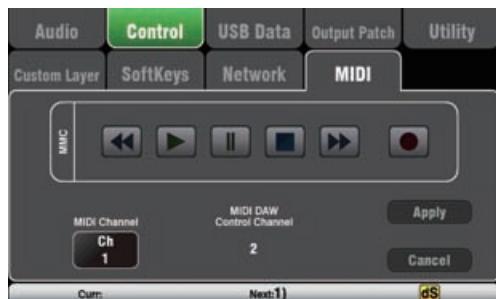 Audio Control USB Data Output Patch Utility
Custom Layer SoftKeys Network MIDI
MMC
MIDI Channel
Ch
1
MIDI DAW
Control Channel
2
Apply
Cancel
Curr: Next:1) dS